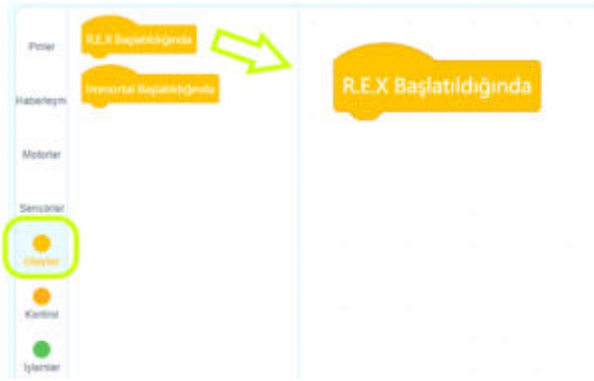 Pinler
Haberleşm
Motorlar
Sensörler
Olaylar
Kontrol
İşlemler
R.E.X Başlatıldığında
Immortal Başlatıldığında
R.E.X Başlatıldığında